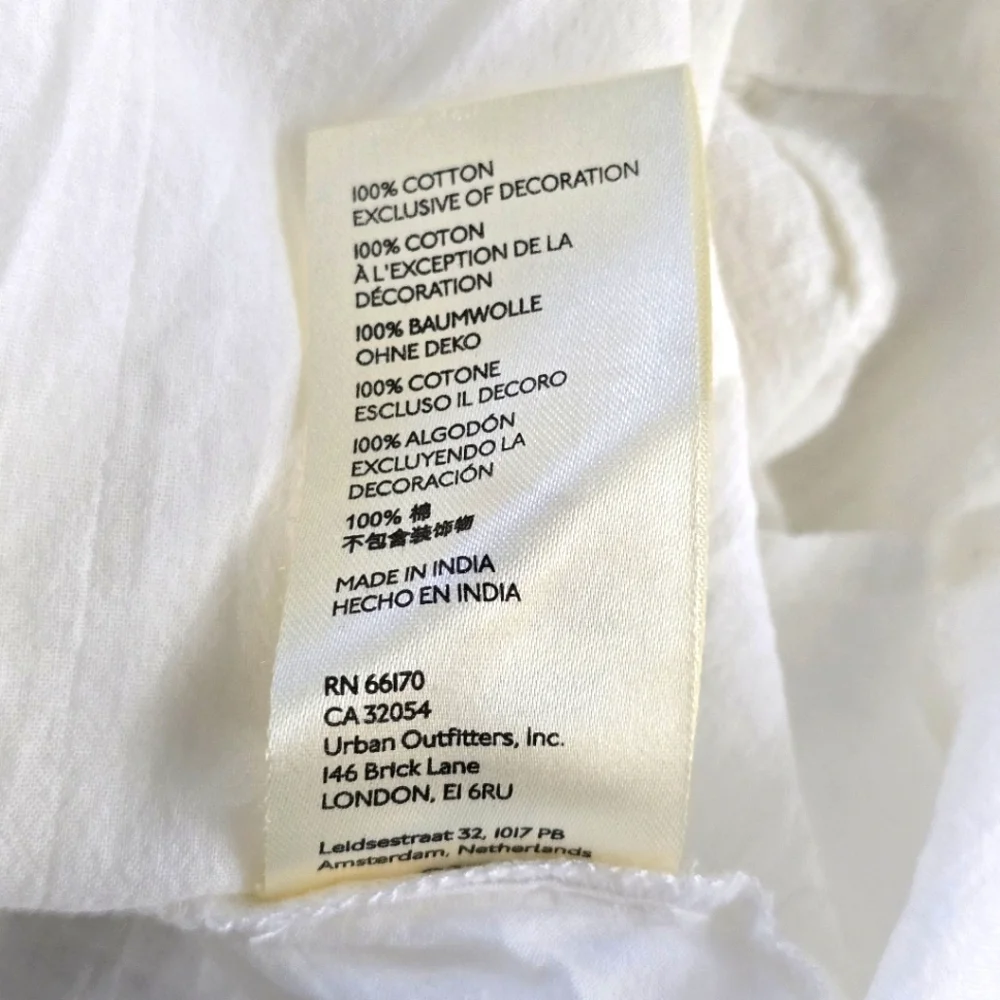 100% COTTON
EXCLUSIVE OF DECORATION
100% COTON
À L'EXCEPTION DE LA
DÉCORATION
100% BAUMWOLLE
OHNE DEKO
100% COTONE
ESCLUSO IL DECORO
100% ALGODÓN
EXCLUYENDO LA
DECORACIÓN
100% 棉
不包含装饰物
MADE IN INDIA
HECHO EN INDIA
RN 66170
CA 32054
Urban Outfitters, Inc.
146 Brick Lane
LONDON, E1 6RU
Leidsestraat 32, 1017 PB
Amsterdam, Netherlands